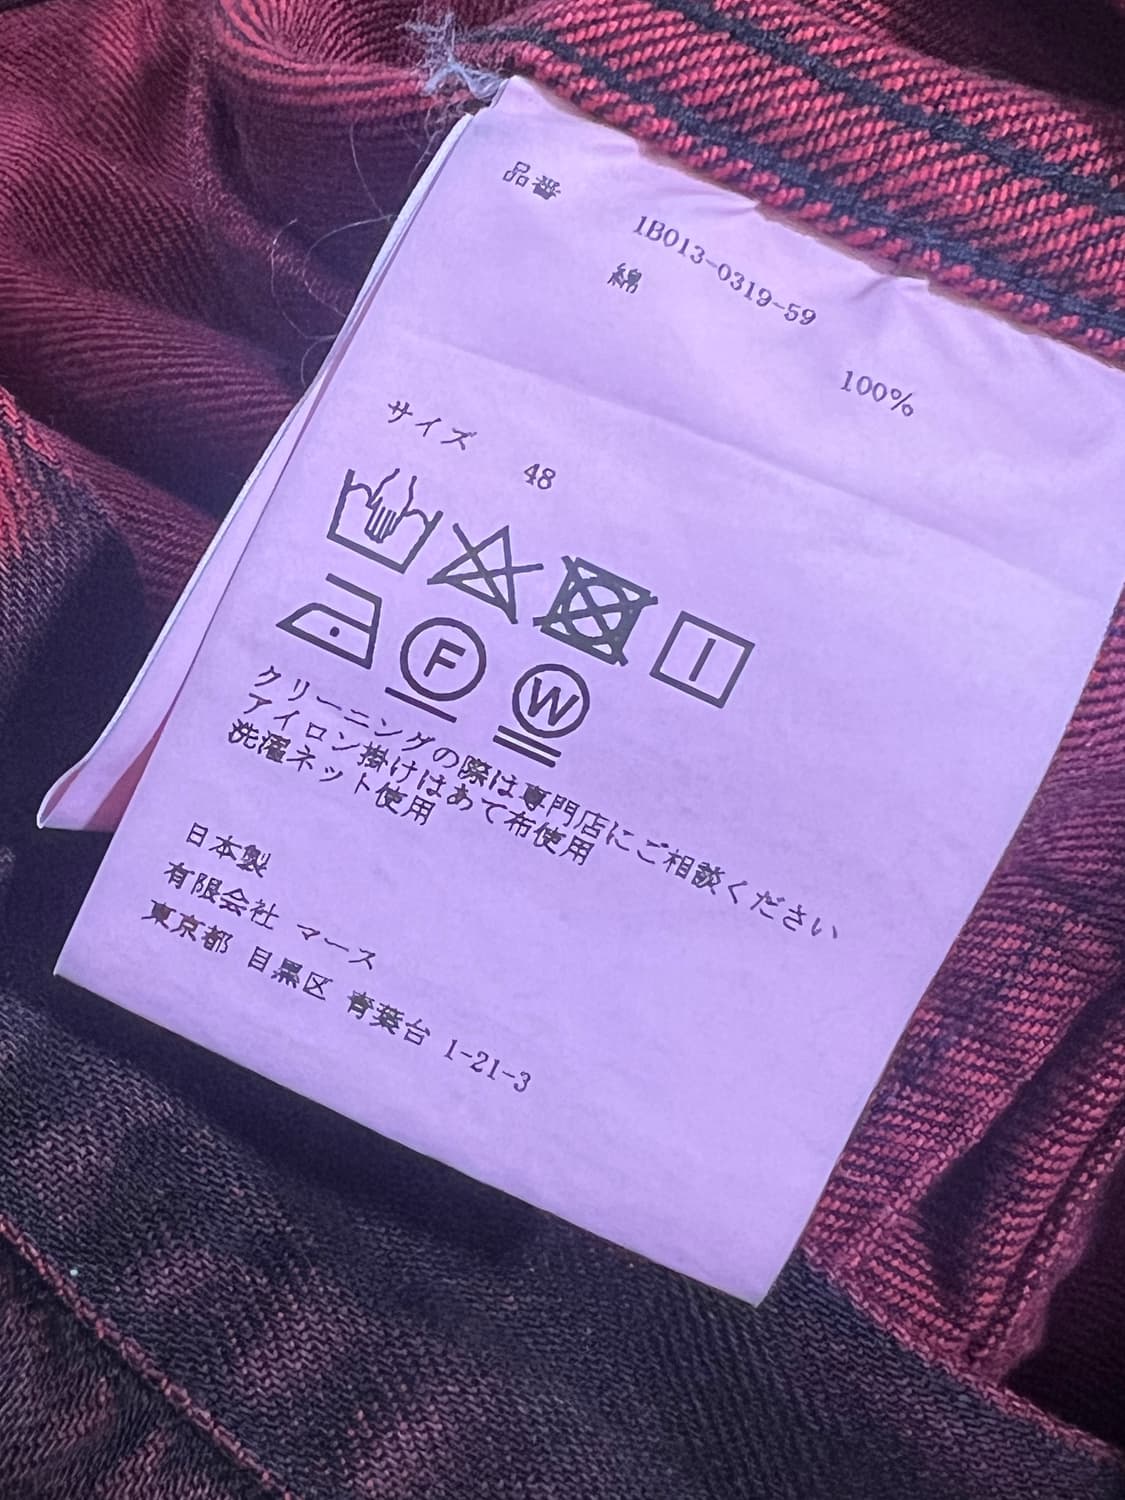 品番
1B013-0319-59
綿
100%
サイズ 48
F W
クリーニングの際は専門店にご相談ください
アイロン掛けはあて布使用
洗濯ネット使用
日本製
有限会社 マース
東京都 目黒区 青葉台 1-21-3